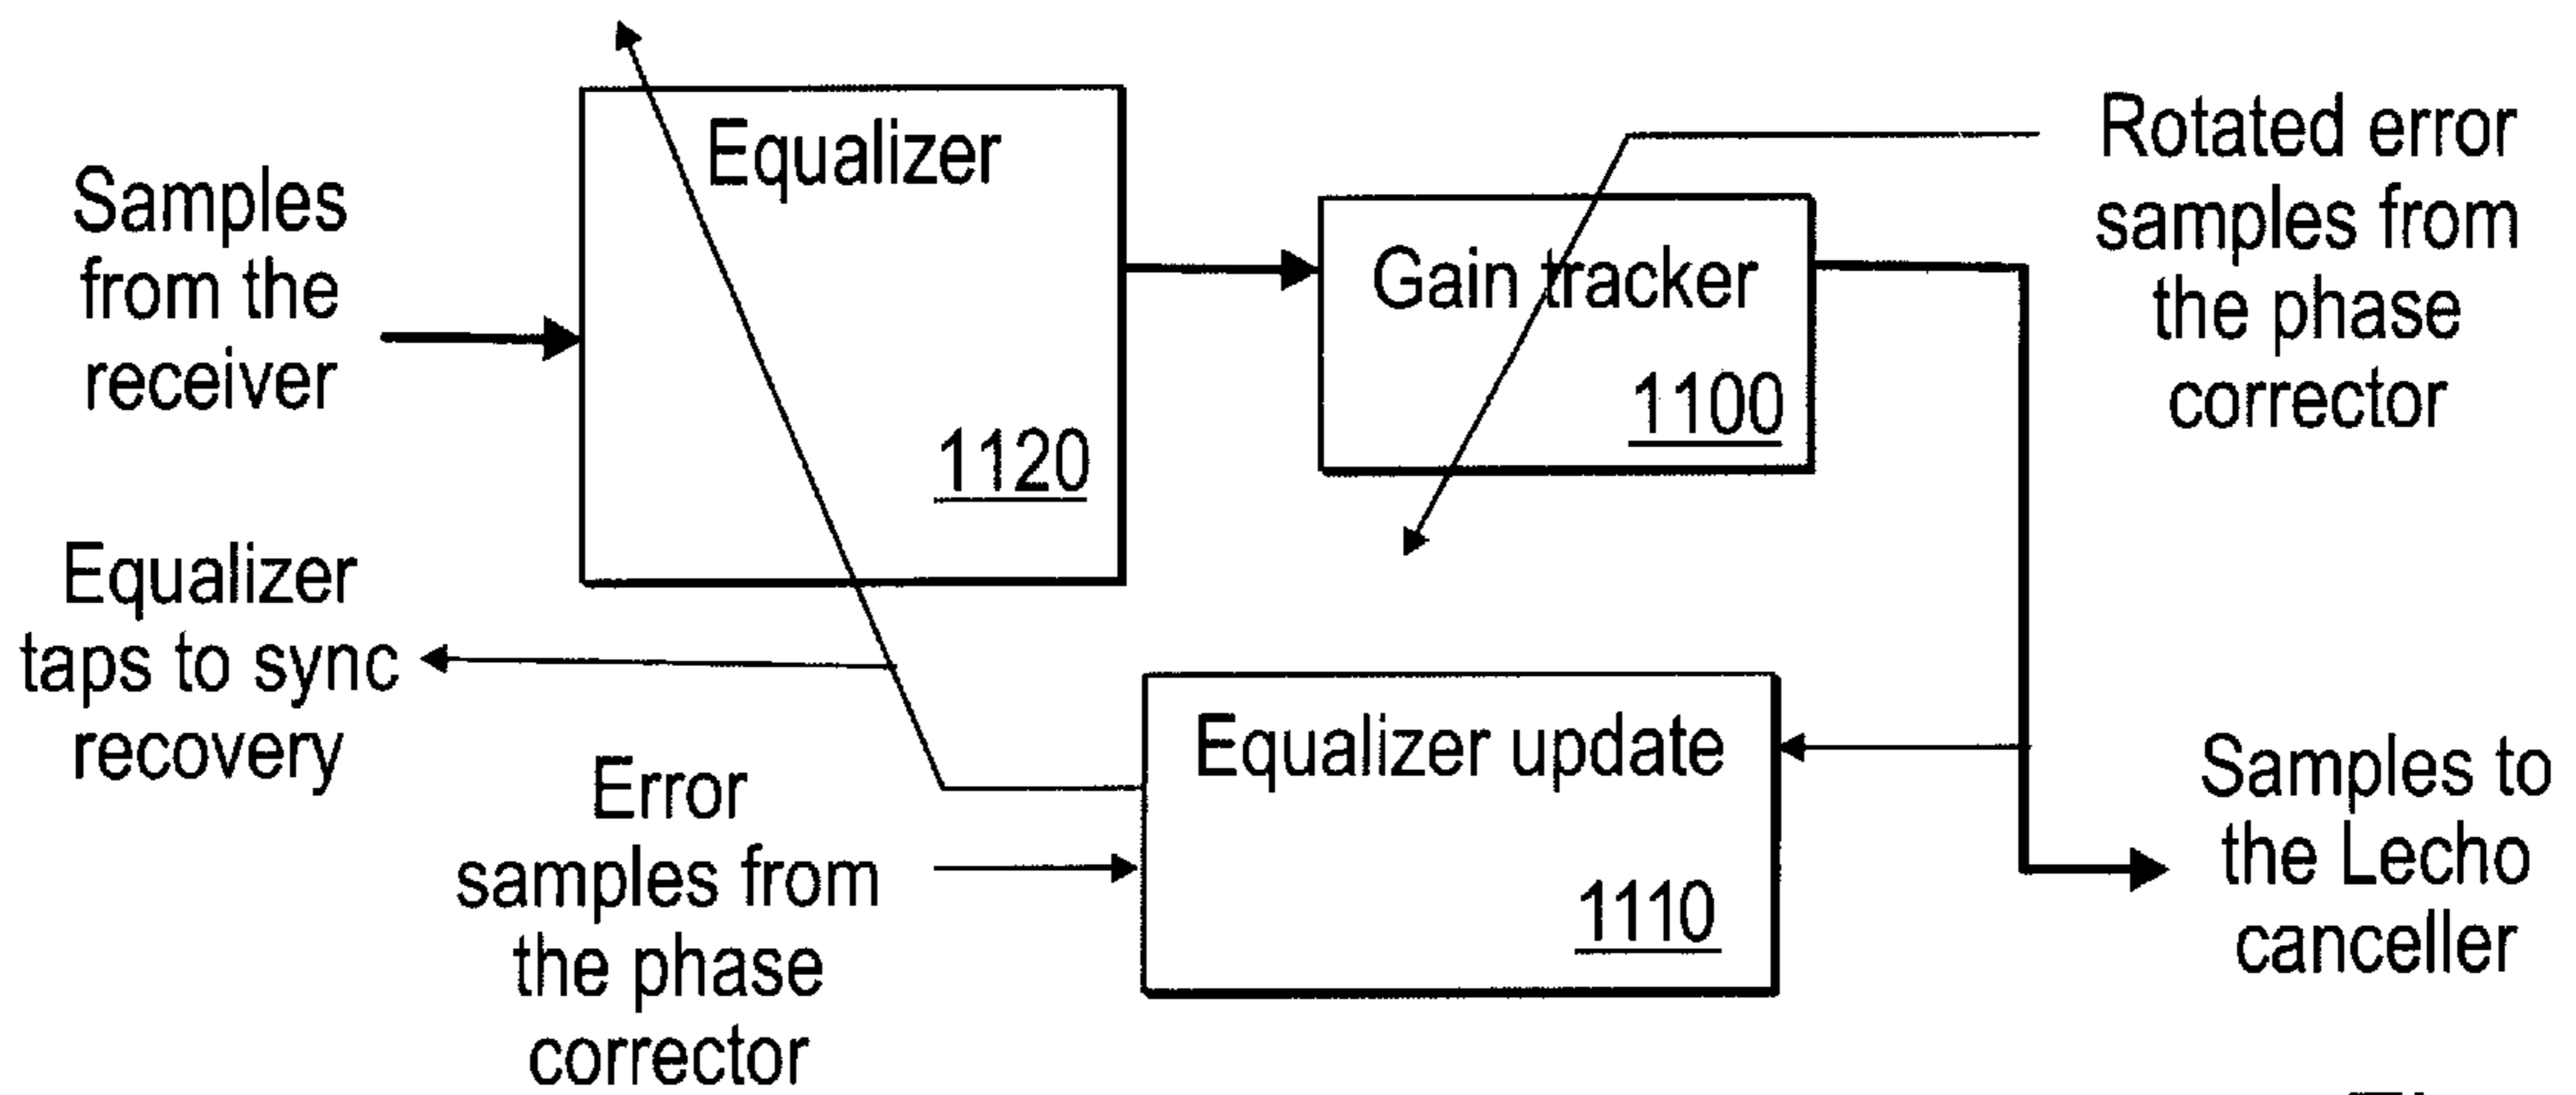 Samples
from the
receiver
Equalizer
1120
Gain tracker
1100
Rotated error
samples from
the phase
corrector
Equalizer
taps to sync
recovery
Error
samples from
the phase
corrector
Equalizer update
1110
Samples to
the Lecho
canceller